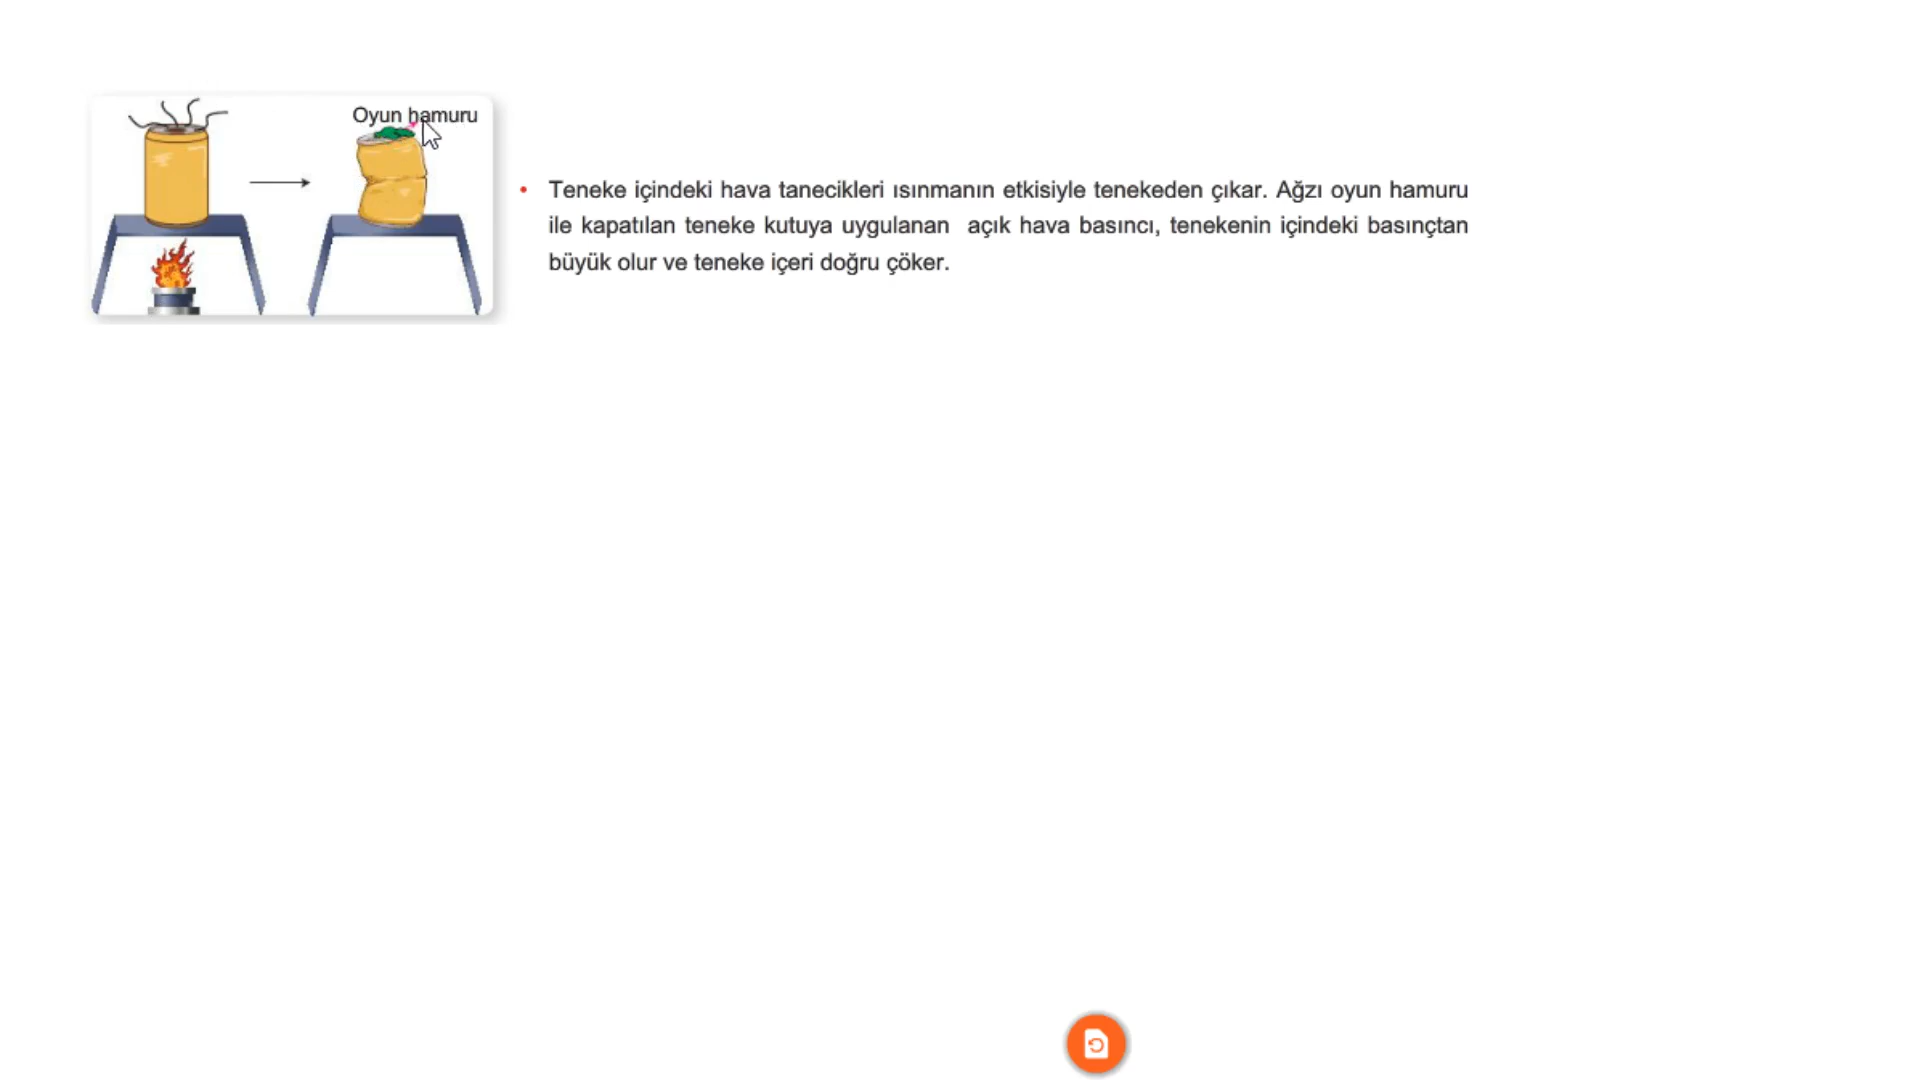 Oyun hamuru
• Teneke içindeki hava tanecikleri ısınmanın etkisiyle tenekeden çıkar. Ağzı oyun hamuru
ile kapatılan teneke kutuya uygulanan açık hava basıncı, tenekenin içindeki basınçtan
büyük olur ve teneke içeri doğru çöker.